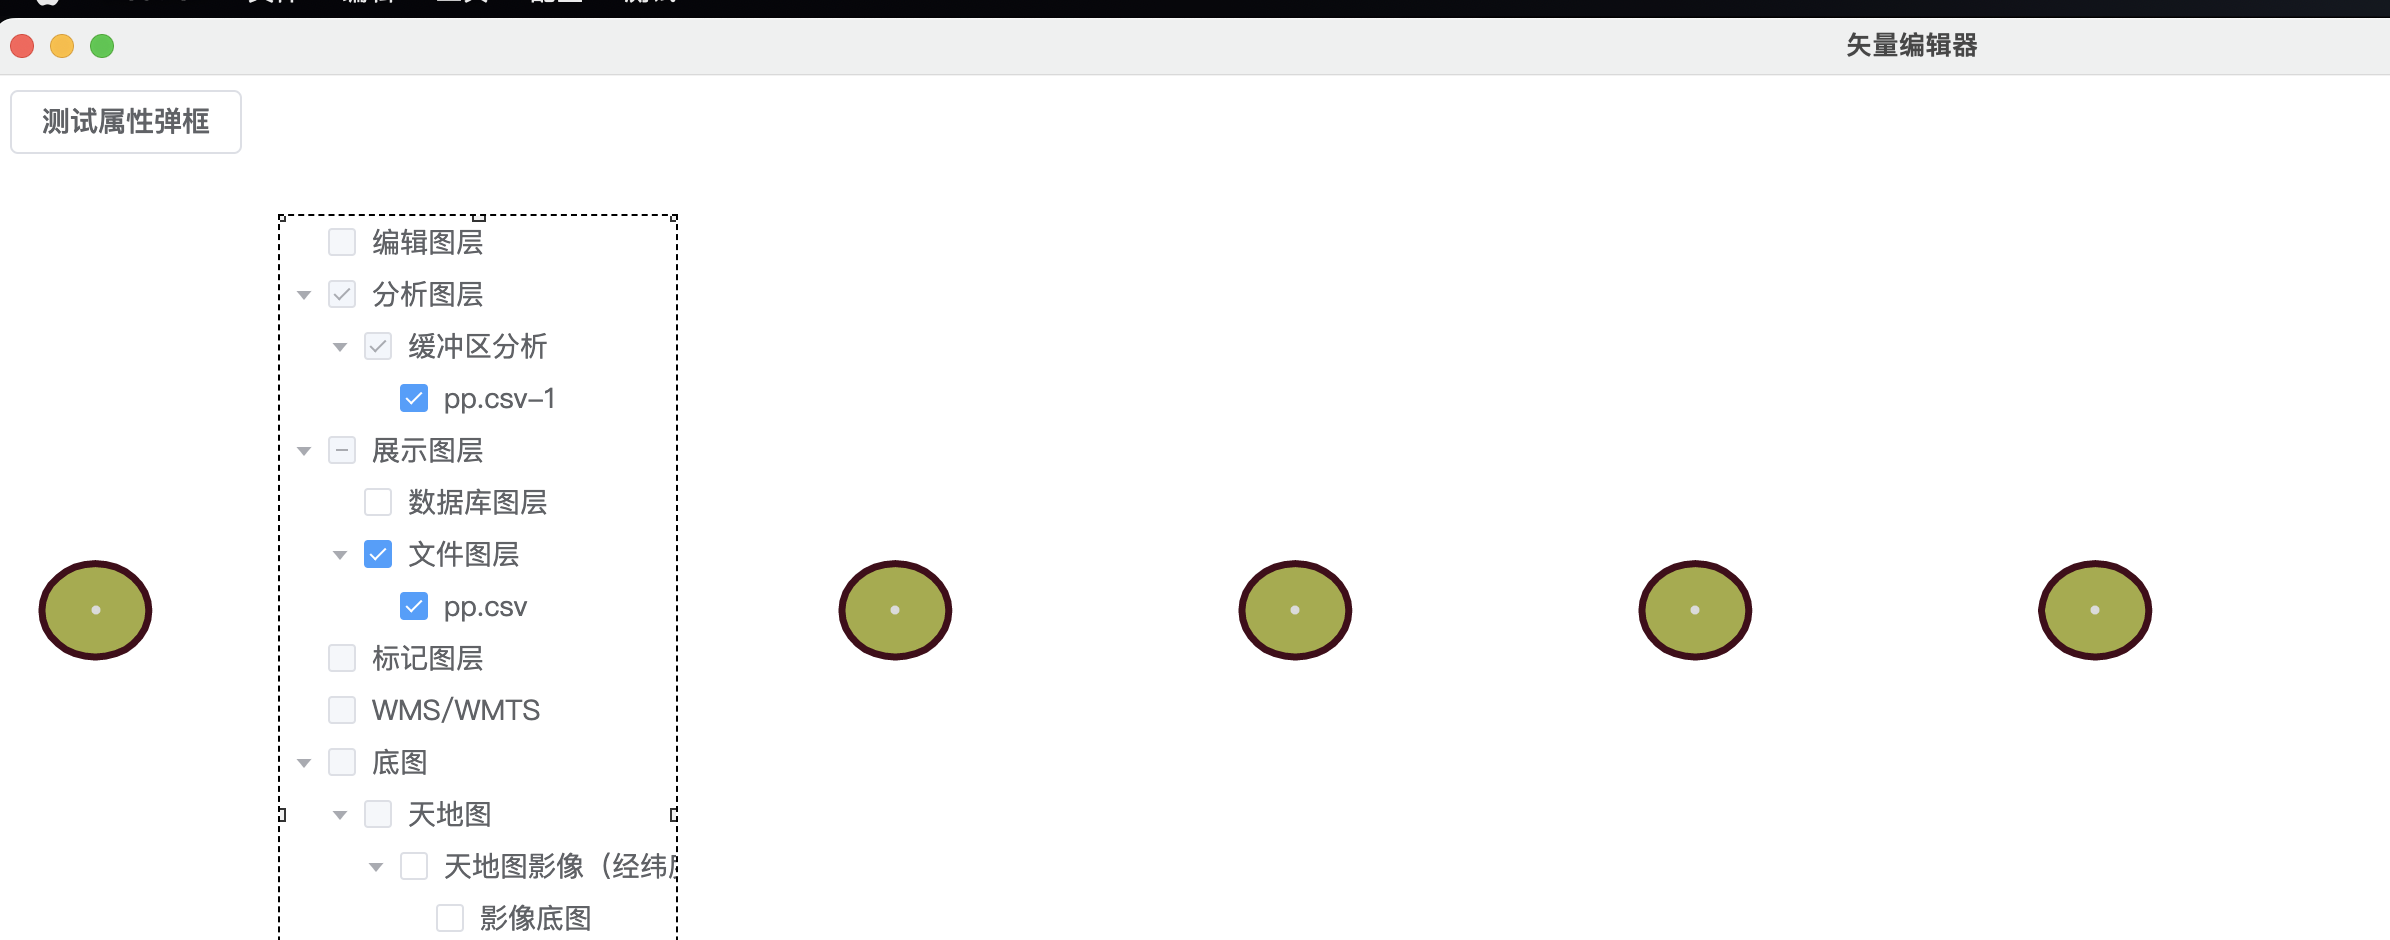 矢量编辑器
测试属性弹框
编辑图层
分析图层
缓冲区分析
pp.csv-1
展示图层
数据库图层
文件图层
pp.csv
标记图层
WMS/WMTS
底图
天地图
天地图影像（经纬
影像底图